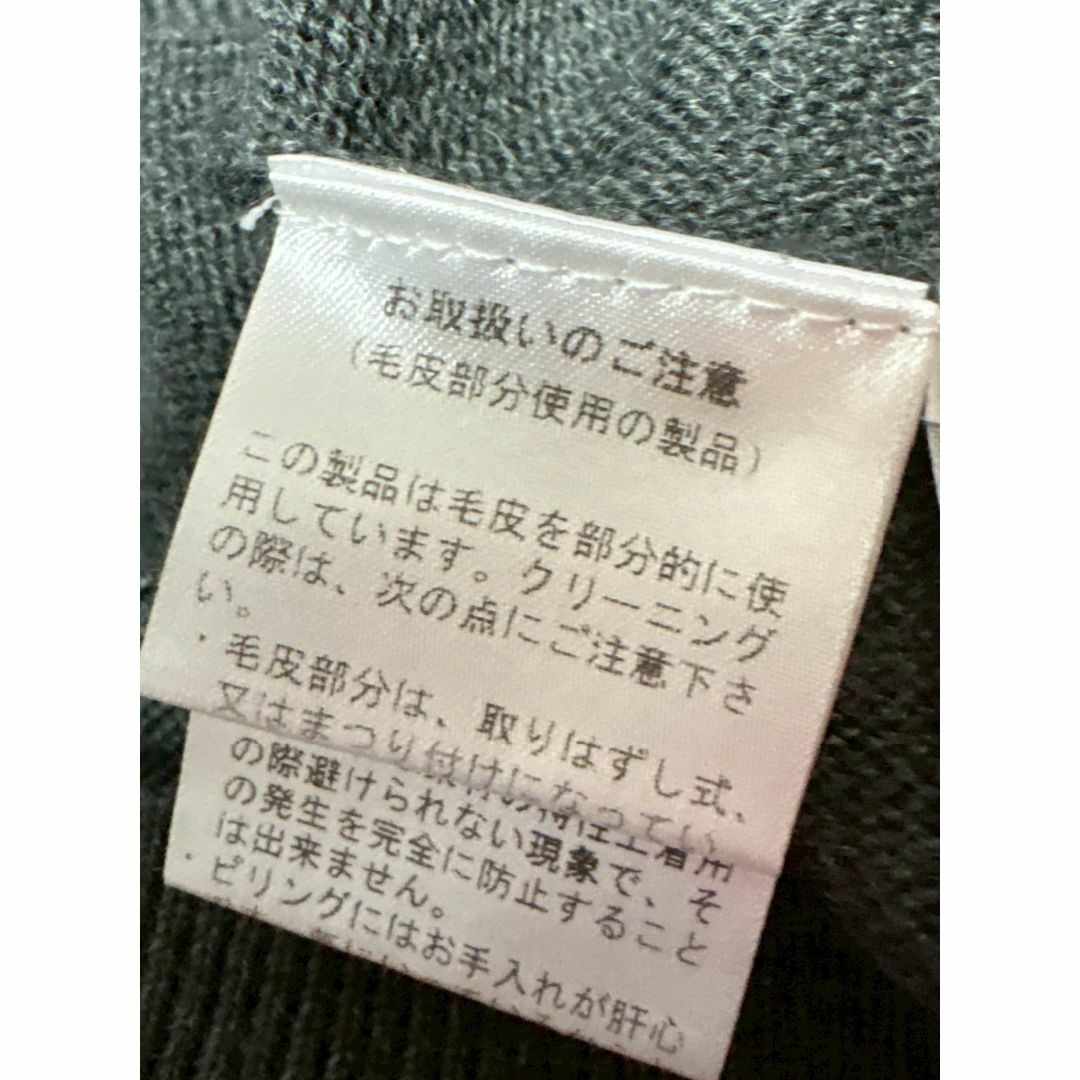 お取扱いのご注意
（毛皮部分使用の製品）
この製品は毛皮を部分的に使
用しています。クリーニング
の際は、次の点にご注意下さ
い。
・毛皮部分は、取りはずし式、
又はまつり付けになってい
着用
の際避けられない現象で、そ
の発生を完全に防止すること
は出来ません。
・ピリングにはお手入れが肝心